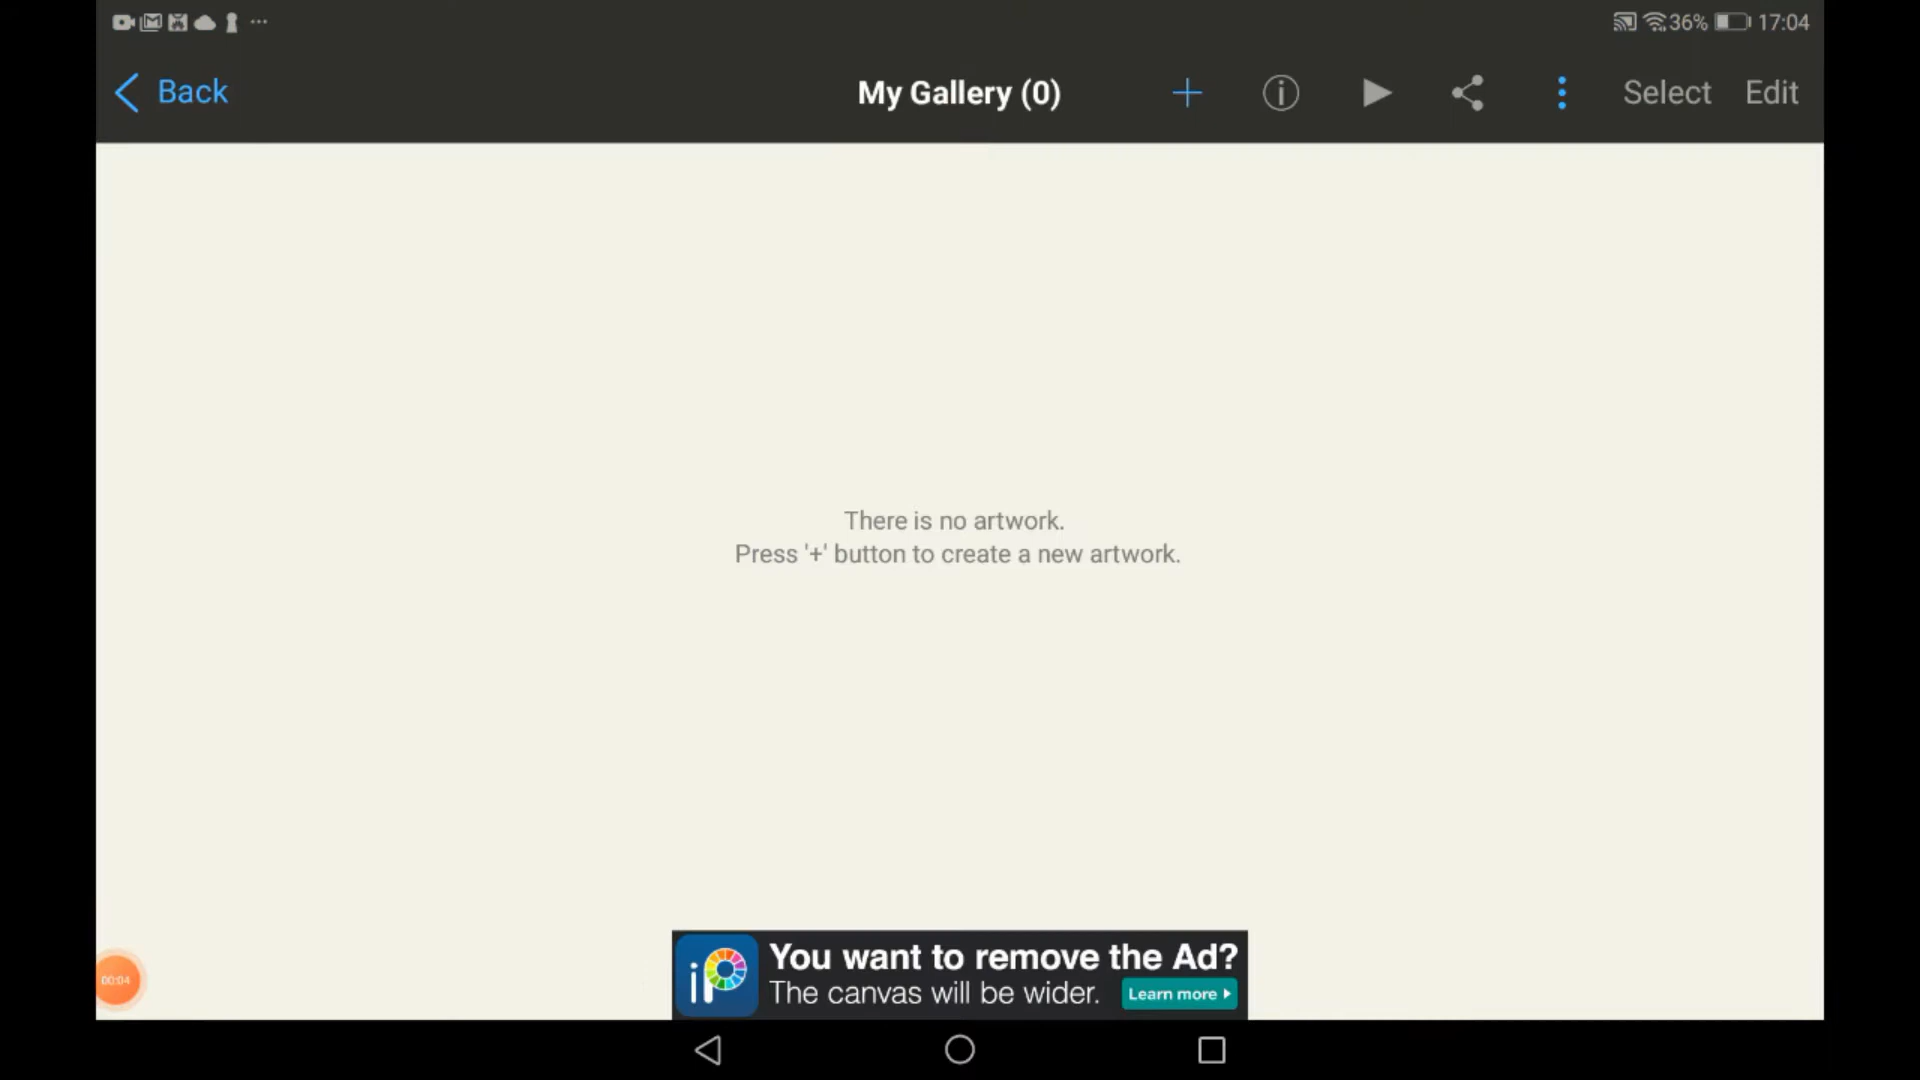 36% 17:04
Back My Gallery (0) Select Edit
There is no artwork.
Press '+' button to create a new artwork.
iP You want to remove the Ad?
The canvas will be wider. Learn more
00:04